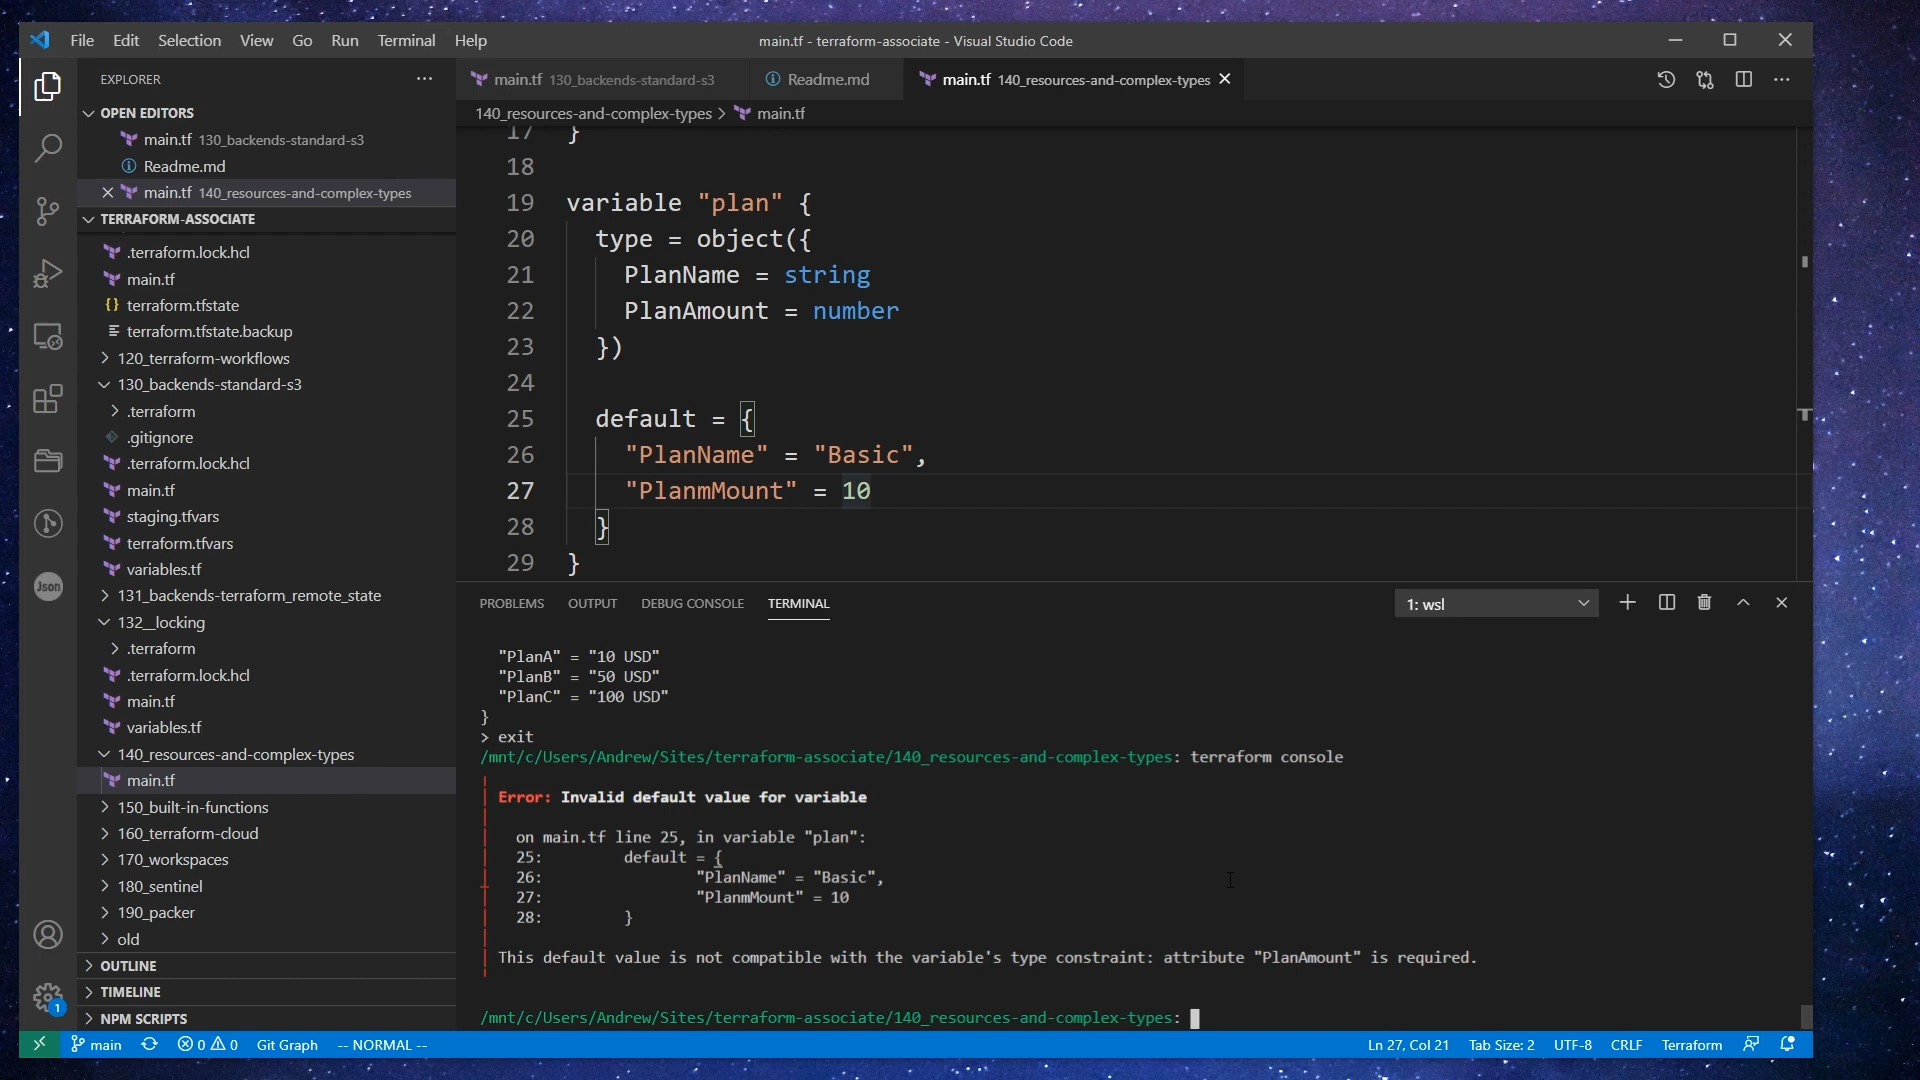 File Edit Selection View Go Run Terminal Help
main.tf - terraform-associate - Visual Studio Code
EXPLORER
OPEN EDITORS
main.tf 130_backends-standard-s3
Readme.md
main.tf 140_resources-and-complex-types
TERRAFORM-ASSOCIATE
.terraform.lock.hcl
main.tf
{} terraform.tfstate
terraform.tfstate.backup
120_terraform-workflows
130_backends-standard-s3
.terraform
.gitignore
.terraform.lock.hcl
main.tf
staging.tfvars
terraform.tfvars
variables.tf
131_backends-terraform_remote_state
132__locking
.terraform
.terraform.lock.hcl
main.tf
variables.tf
140_resources-and-complex-types
main.tf
150_built-in-functions
160_terraform-cloud
170_workspaces
180_sentinel
190_packer
old
OUTLINE
TIMELINE
NPM SCRIPTS
Json
1
main.tf 130_backends-standard-s3
Readme.md
main.tf 140_resources-and-complex-types
140_resources-and-complex-types > main.tf
17 }
18
19 variable "plan" {
20 type = object({
21 PlanName = string
22 PlanAmount = number
23 })
24
25 default = {
26 "PlanName" = "Basic",
27 "PlanmMount" = 10
28 }
29 }
PROBLEMS OUTPUT DEBUG CONSOLE TERMINAL
1: wsl
"PlanA" = "10 USD"
"PlanB" = "50 USD"
"PlanC" = "100 USD"
}
> exit
/mnt/c/Users/Andrew/Sites/terraform-associate/140_resources-and-complex-types: terraform console
Error: Invalid default value for variable
on main.tf line 25, in variable "plan":
25: default = {
26: "PlanName" = "Basic",
27: "PlanmMount" = 10
28: }
This default value is not compatible with the variable's type constraint: attribute "PlanAmount" is required.
/mnt/c/Users/Andrew/Sites/terraform-associate/140_resources-and-complex-types:
main 0 0 Git Graph -- NORMAL --
Ln 27, Col 21 Tab Size: 2 UTF-8 CRLF Terraform